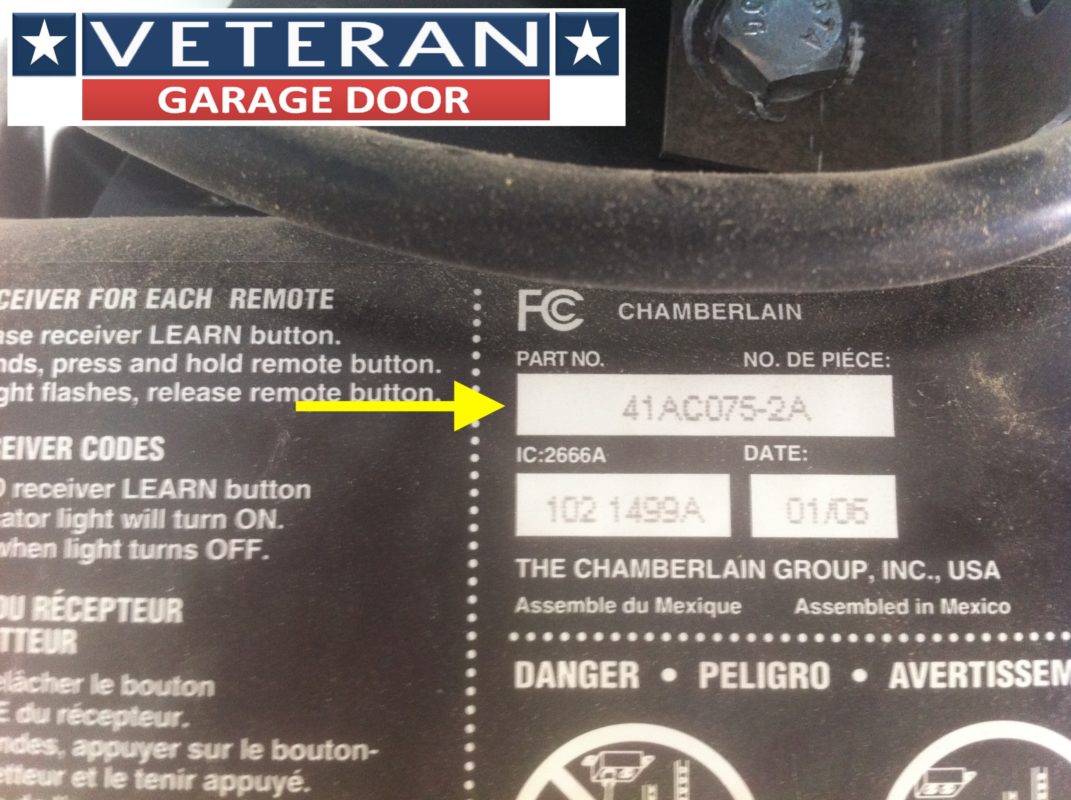 VETERAN
GARAGE DOOR
CEIVER FOR EACH REMOTE
ase receiver LEARN button.
nds, press and hold remote button.
ght flashes, release remote button.
EIVER CODES
receiver LEARN button
ator light will turn ON.
when light turns OFF.
DU RÉCEPTEUR
TTEUR
elâcher le bouton
E du récepteur.
ndes, appuyer sur le bouton-
etteur et le tenir appuyé.
FC CHAMBERLAIN
PART NO. NO. DE PIÉCE:
41AC075-2A
IC:2666A DATE:
102 1499A 01/06
THE CHAMBERLAIN GROUP, INC., USA
Assemble du Mexique Assembled in Mexico
DANGER • PELIGRO • AVERTISSEM